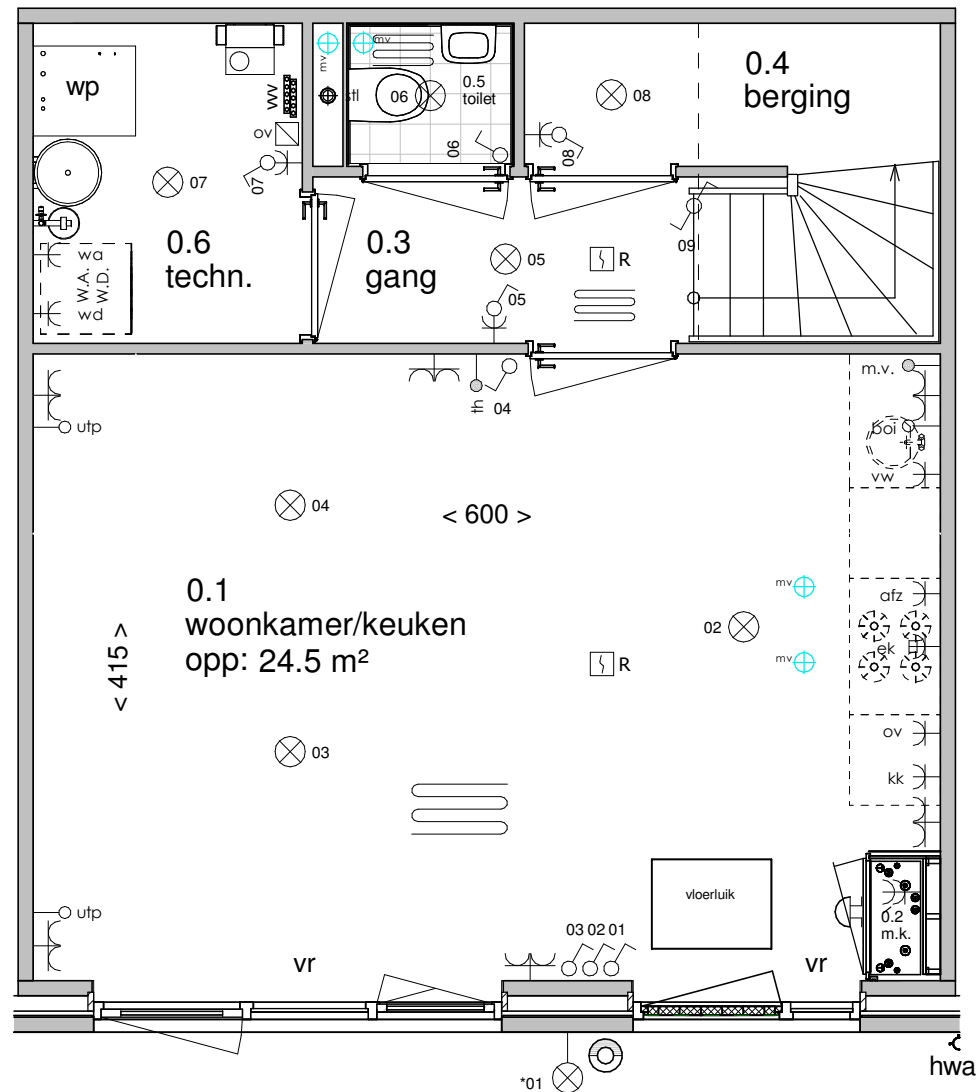 wp
mv
mv
stl
06
0.5
toilet
08
0.4
berging
vv
ov
07
07
06
08
09
0.6
techn.
0.3
gang
05
R
05
wa
W.A.
W.D.
wd
utp
th
04
m.v.
boi
vw
04
< 600 >
0.1
woonkamer/keuken
opp: 24.5 m²
< 415 >
mv
02
mv
R
afz
ek
03
ov
kk
vloerluik
0.2
m.k.
utp
03 02 01
vr
vr
*01
hwa